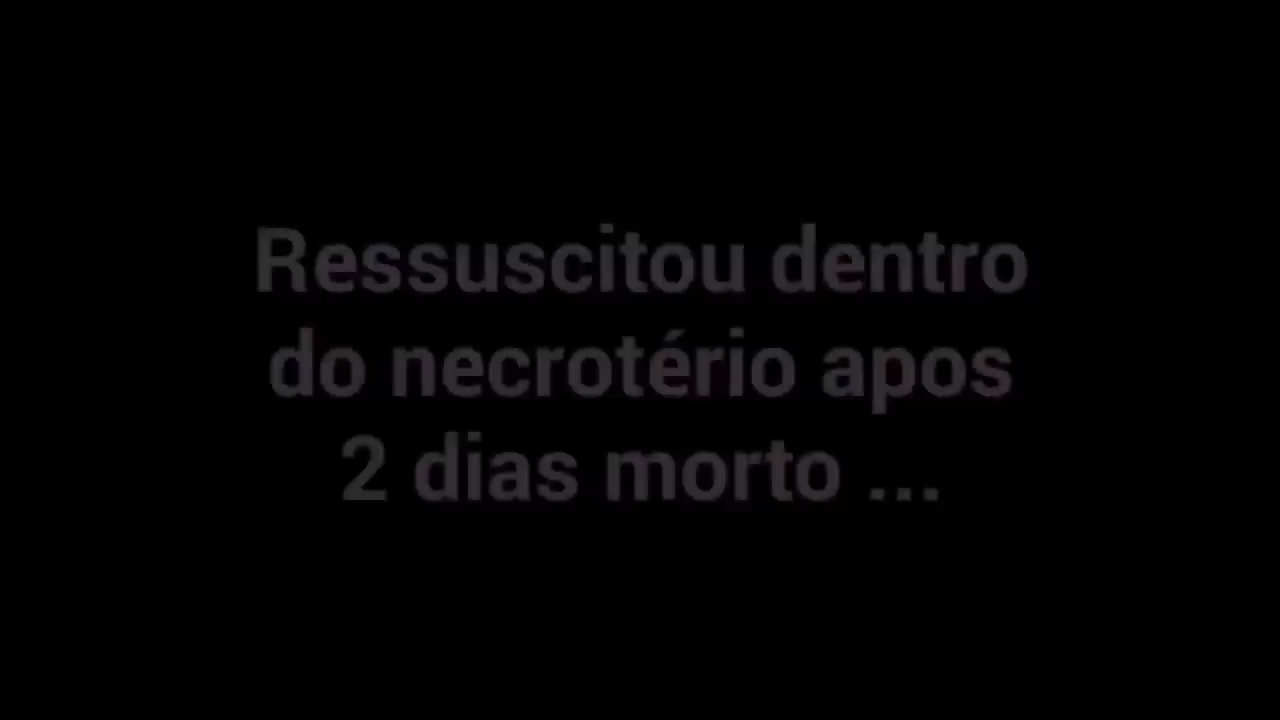 Ressuscitou dentro
do necrotério apos
2 dias morto ...